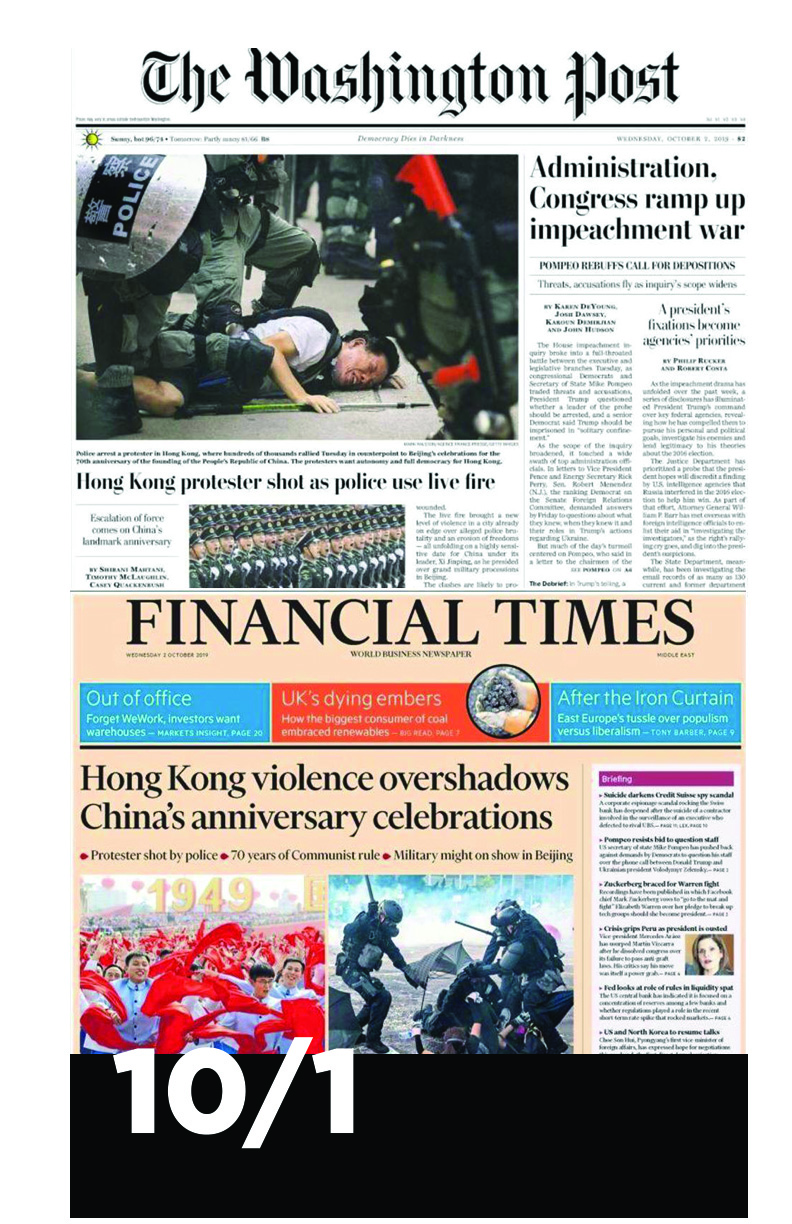 The Washington Post
Sunny, hot 96/74 • Tomorrow: Partly sunny 81/66 B8
Democracy Dies in Darkness
WEDNESDAY, OCTOBER 2, 2019 · $2
警察
POLICE
Administration,
Congress ramp up
impeachment war
POMPEO REBUFFS CALL FOR DEPOSITIONS
Threats, accusations fly as inquiry's scope widens
BY KAREN DEYOUNG,
JOSH DAWSEY,
KAROUN DEMIRJIAN
AND JOHN HUDSON
The House impeachment in-
quiry broke into a full-throated
battle between the executive and
legislative branches Tuesday, as
congressional Democrats and
Secretary of State Mike Pompeo
traded threats and accusations,
President Trump questioned
whether a leader of the probe
should be arrested, and a senior
Democrat said Trump should be
imprisoned in "solitary confine-
ment."
As the scope of the inquiry
broadened, it touched a wide
swath of top administration offi-
cials. In letters to Vice President
Pence and Energy Secretary Rick
Perry, Sen. Robert Menendez
(N.J.), the ranking Democrat on
the Senate Foreign Relations
Committee, demanded answers
by Friday to questions about what
they knew, when they knew it and
their roles in Trump's actions
regarding Ukraine.
But much of the day's turmoil
centered on Pompeo, who said in
a letter to the chairmen of the
SEE POMPEO ON A6
The Debrief: In Trump's telling, a
A president's
fixations become
agencies' priorities
BY PHILIP RUCKER
AND ROBERT COSTA
As the impeachment drama has
unfolded over the past week, a
series of disclosures has illuminat-
ed President Trump's command
over key federal agencies, reveal-
ing how he has compelled them to
pursue his personal and political
goals, investigate his enemies and
lend legitimacy to his theories
about the 2016 election.
The Justice Department has
prioritized a probe that the presi-
dent hopes will discredit a finding
by U.S. intelligence agencies that
Russia interfered in the 2016 elec-
tion to help him win. As part of
that effort, Attorney General Wil-
liam P. Barr has met overseas with
foreign intelligence officials to en-
list their aid in "investigating the
investigators," as the right's rally-
ing cry goes, and dig into the presi-
dent's suspicions.
The State Department, mean-
while, has been investigating the
email records of as many as 130
current and former department
Police arrest a protester in Hong Kong, where hundreds of thousands rallied Tuesday in counterpoint to Beijing's celebrations for the
70th anniversary of the founding of the People's Republic of China. The protesters want autonomy and full democracy for Hong Kong.
Hong Kong protester shot as police use live fire
Escalation of force
comes on China's
landmark anniversary
BY SHIBANI MAHTANI,
TIMOTHY MCLAUGHLIN,
CASEY QUACKENBUSH
wounded.
The live fire brought a new
level of violence in a city already
on edge over alleged police bru-
tality and an erosion of freedoms
— all unfolding on a highly sensi-
tive date for China under its
leader, Xi Jinping, as he presided
over grand military processions
in Beijing.
The clashes are likely to pro-
FINANCIAL TIMES
WEDNESDAY 2 OCTOBER 2019
WORLD BUSINESS NEWSPAPER
MIDDLE EAST
Out of office
Forget WeWork, investors want
warehouses — MARKETS INSIGHT, PAGE 20
UK's dying embers
How the biggest consumer of coal
embraced renewables — BIG READ, PAGE 7
After the Iron Curtain
East Europe's tussle over populism
versus liberalism — TONY BARBER, PAGE 9
Hong Kong violence overshadows
China's anniversary celebrations
Protester shot by police 70 years of Communist rule Military might on show in Beijing
1949
Briefing
Suicide darkens Credit Suisse spy scandal
A corporate espionage scandal rocking the Swiss
bank has deepened after the suicide of a contractor
involved in the surveillance of an executive who
defected to rival UBS.
Pompeo resists bid to question staff
US secretary of state Mike Pompeo has pushed back
against demands by Democrats to question his staff
over the phone call between Donald Trump and
Ukrainian president Volodymyr Zelensky.— PAGE 2
Zuckerberg braced for Warren fight
Recordings have been published in which Facebook
chief Mark Zuckerberg vows to "go to the mat and
fight" Elizabeth Warren over her pledge to break up
tech groups should she become president.— PAGE 2
Crisis grips Peru as president is ousted
Vice president Mercedes Aráoz
has usurped Martín Vizcarra
after he dissolved congress over
its failure to pass anti-graft
laws. His critics say his move
was itself a power grab.— PAGE 4
Fed looks at role of rules in liquidity spat
The US central bank has indicated it is focused on a
concentration of reserves among a few banks and
whether regulations played a role in the recent
short-term rate spike that rocked markets.
US and North Korea to resume talks
Choe Son Hui, Pyongyang's first vice-minister of
foreign affairs, has expressed hope for negotiations
10/1